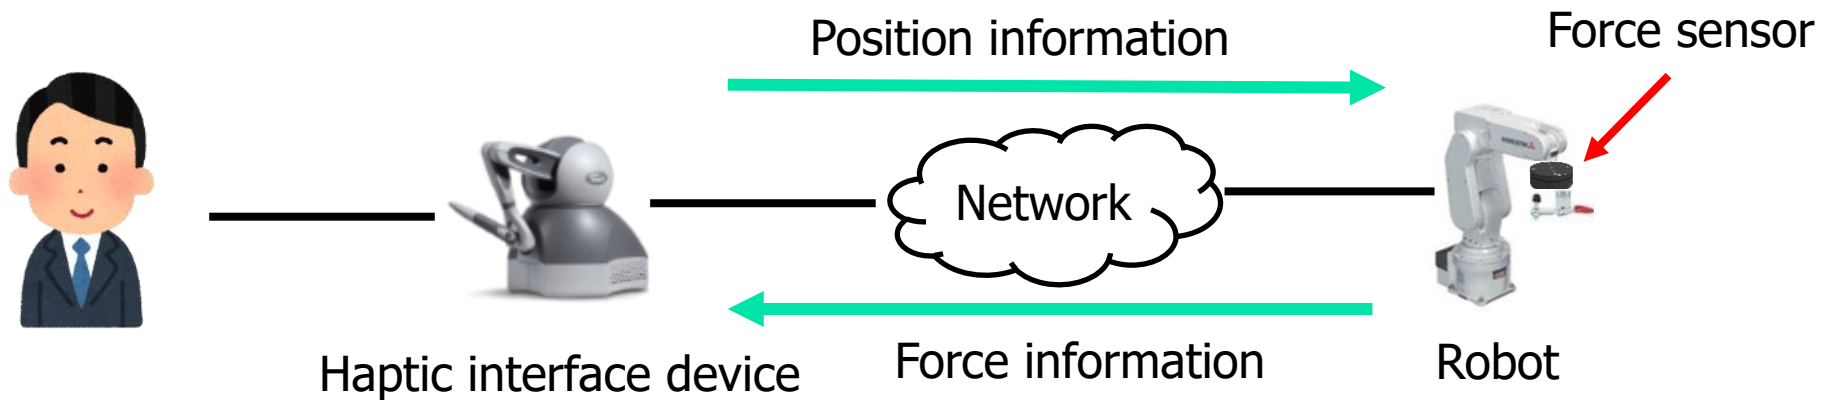 Position information
Force sensor
Network
Haptic interface device
Force information
Robot